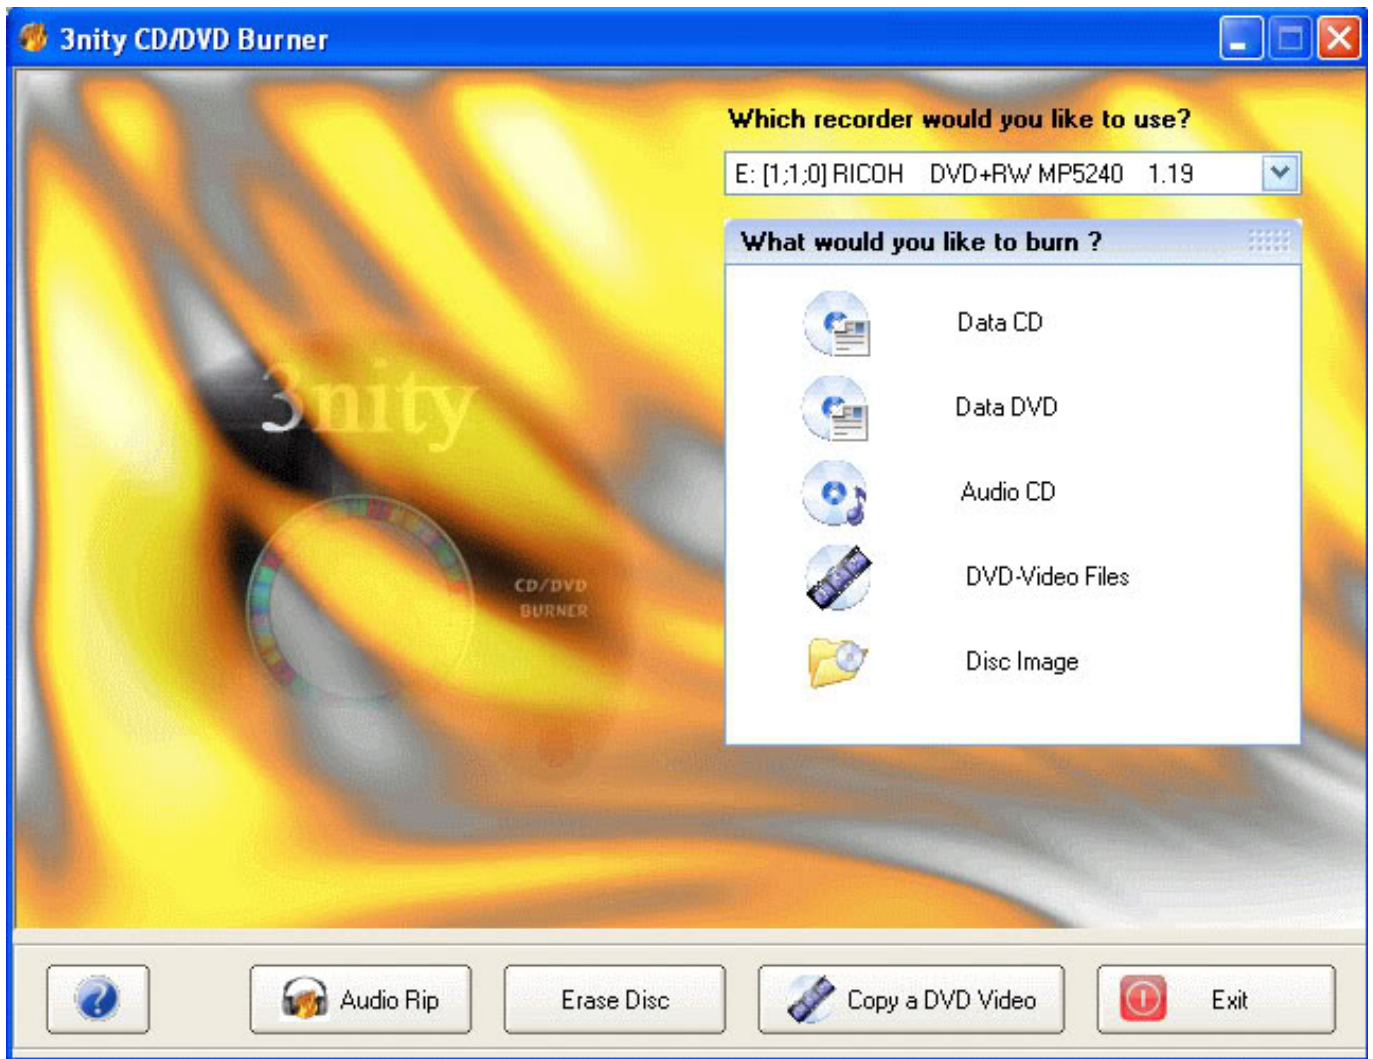 3nity CD/DVD Burner
Which recorder would you like to use?
E: [1;1;0] RICOH DVD+RW MP5240 1.19
What would you like to burn ?
Data CD
Data DVD
Audio CD
DVD-Video Files
Disc Image
3nity
CD/DVD
BURNER
?
Audio Rip
Erase Disc
Copy a DVD Video
Exit